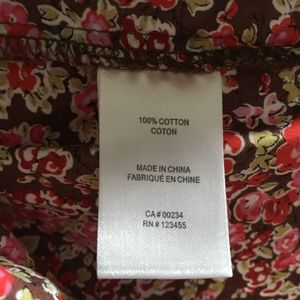 100% COTTON
COTON
MADE IN CHINA
FABRIQUÉ EN CHINE
CA# 00234
RN# 123455